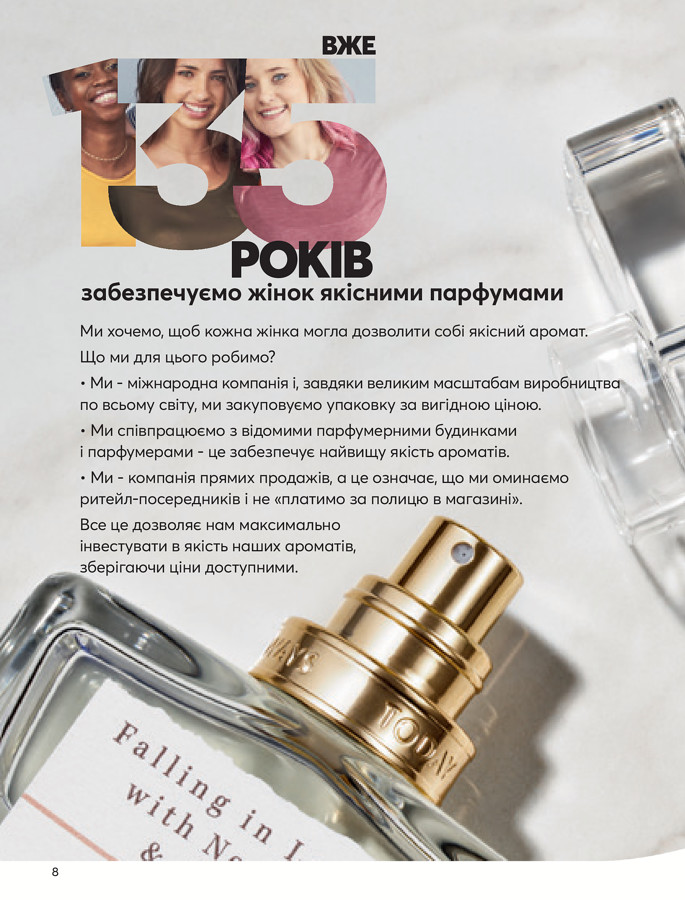 ВЖЕ
135
РОКІВ
забезпечуємо жінок якісними парфумами
Ми хочемо, щоб кожна жінка могла дозволити собі якісний аромат.
Що ми для цього робимо?
• Ми - міжнародна компанія і, завдяки великим масштабам виробництва
по всьому світу, ми закуповуємо упаковку за вигідною ціною.
• Ми співпрацюємо з відомими парфумерними будинками
і парфумерами - це забезпечує найвищу якість ароматів.
• Ми - компанія прямих продажів, а це означає, що ми оминаємо
ритейл-посередників і не «платимо за полицю в магазині».
Все це дозволяє нам максимально
інвестувати в якість наших ароматів,
зберігаючи ціни доступними.
WAYS TODAY
Falling in
with
&
8